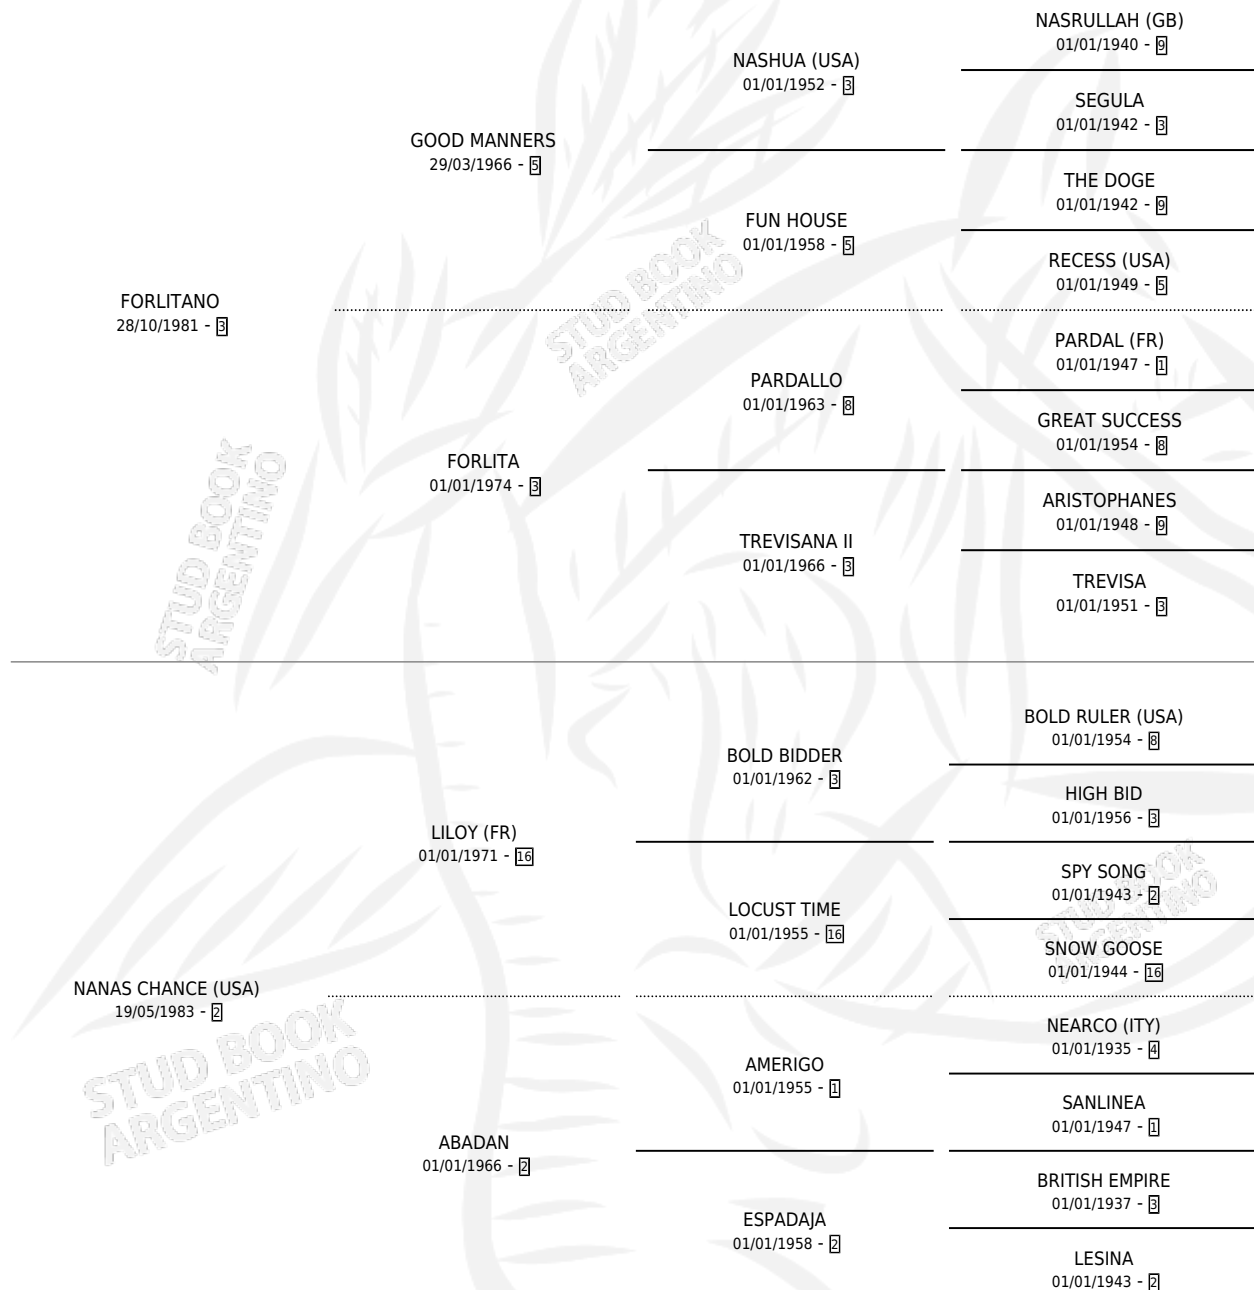 NASRULLAH (GB)
01/01/1940 - 9
NASHUA (USA)
01/01/1952 - 3
SEGULA
01/01/1942 - 3
GOOD MANNERS
29/03/1966 - 5
THE DOGE
01/01/1942 - 9
FUN HOUSE
01/01/1958 - 5
RECESS (USA)
01/01/1949 - 5
FORLITANO
28/10/1981 - 3
PARDAL (FR)
01/01/1947 - 1
PARDALLO
01/01/1963 - 8
GREAT SUCCESS
01/01/1954 - 8
FORLITA
01/01/1974 - 3
ARISTOPHANES
01/01/1948 - 9
TREVISANA II
01/01/1966 - 3
TREVISA
01/01/1951 - 3
BOLD RULER (USA)
01/01/1954 - 8
BOLD BIDDER
01/01/1962 - 3
HIGH BID
01/01/1956 - 3
LILOY (FR)
01/01/1971 - 16
SPY SONG
01/01/1943 - 2
LOCUST TIME
01/01/1955 - 16
SNOW GOOSE
01/01/1944 - 16
NANAS CHANCE (USA)
19/05/1983 - 2
NEARCO (ITY)
01/01/1935 - 4
AMERIGO
01/01/1955 - 1
SANLINEA
01/01/1947 - 1
ABADAN
01/01/1966 - 2
BRITISH EMPIRE
01/01/1937 - 3
ESPADAJA
01/01/1958 - 2
LESINA
01/01/1943 - 2
STUD BOOK
ARGENTINO
STUD BOOK
ARGENTINO
STUD BOOK
ARGENTINO
STUD BOOK
ARGENTINO